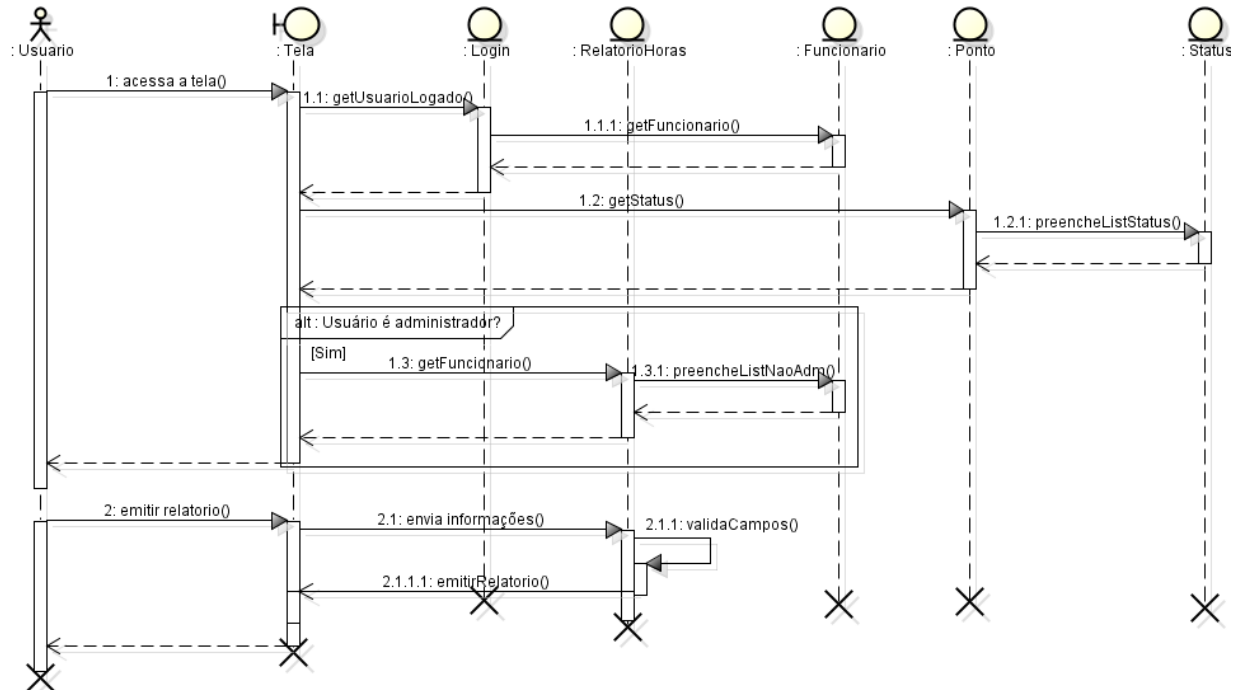 : Usuario
: Tela
: Login
: RelatorioHoras
: Funcionario
: Ponto
: Status
1: acessa a tela()
1.1: getUsuarioLogado()
1.1.1: getFuncionario()
1.2: getStatus()
1.2.1: preencheListStatus()
alt : Usuário é administrador?
[Sim]
1.3: getFuncionario()
1.3.1: preencheListNaoAdm()
2: emitir relatorio()
2.1: envia informações()
2.1.1: validaCampos()
2.1.1.1: emitirRelatorio()